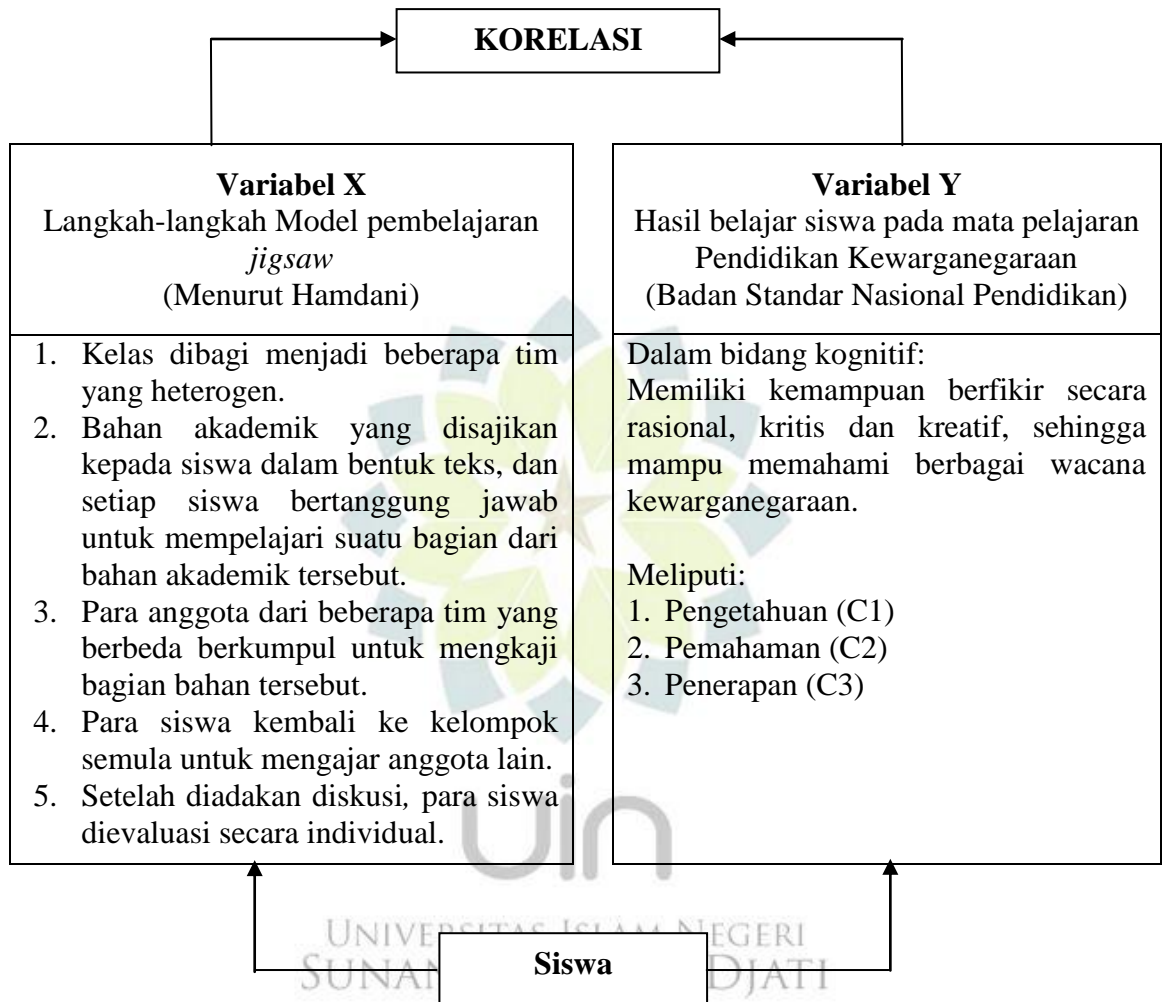 KORELASI
Variabel X
Langkah-langkah Model pembelajaran
jigsaw
(Menurut Hamdani)
1. Kelas dibagi menjadi beberapa tim
yang heterogen.
2. Bahan akademik yang disajikan
kepada siswa dalam bentuk teks, dan
setiap siswa bertanggung jawab
untuk mempelajari suatu bagian dari
bahan akademik tersebut.
3. Para anggota dari beberapa tim yang
berbeda berkumpul untuk mengkaji
bagian bahan tersebut.
4. Para siswa kembali ke kelompok
semula untuk mengajar anggota lain.
5. Setelah diadakan diskusi, para siswa
dievaluasi secara individual.
Variabel Y
Hasil belajar siswa pada mata pelajaran
Pendidikan Kewarganegaraan
(Badan Standar Nasional Pendidikan)
Dalam bidang kognitif:
Memiliki kemampuan berfikir secara
rasional, kritis dan kreatif, sehingga
mampu memahami berbagai wacana
kewarganegaraan.
Meliputi:
1. Pengetahuan (C1)
2. Pemahaman (C2)
3. Penerapan (C3)
uin
UNIVERSITAS ISLAM NEGERI
DJATI
Siswa